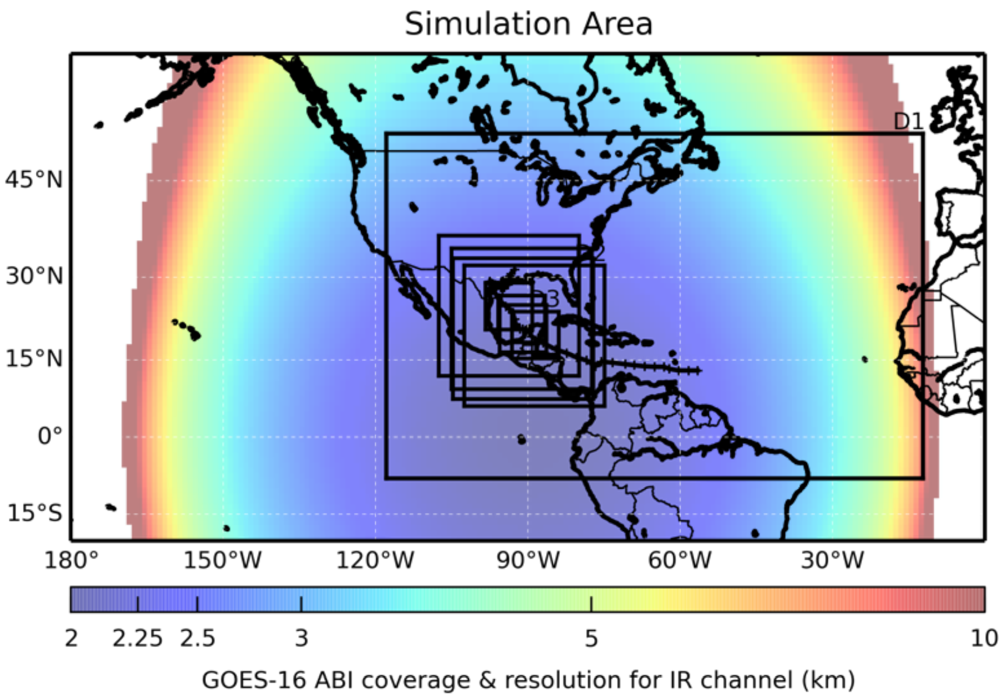 Simulation Area
D1
45°N
2
30°N
3
15°N
0°
15°S
180° 150°W 120°W 90°W 60°W 30°W
2 2.25 2.5 3 5 10
GOES-16 ABI coverage & resolution for IR channel (km)